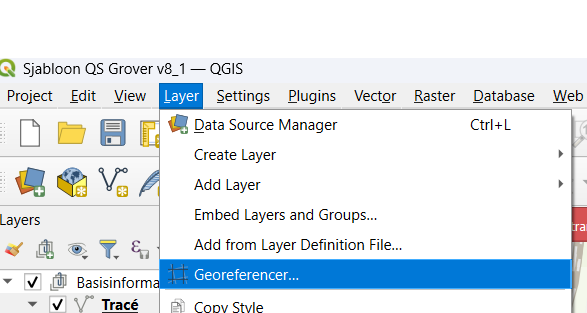 Sjabloon QS Grover v8_1 — QGIS
Project Edit View Layer Settings Plugins Vector Raster Database Web
Data Source Manager Ctrl+L
Create Layer
Add Layer
Embed Layers and Groups...
Layers
Add from Layer Definition File...
Georeferencer...
Basisinforma
Tracé
Copy Style